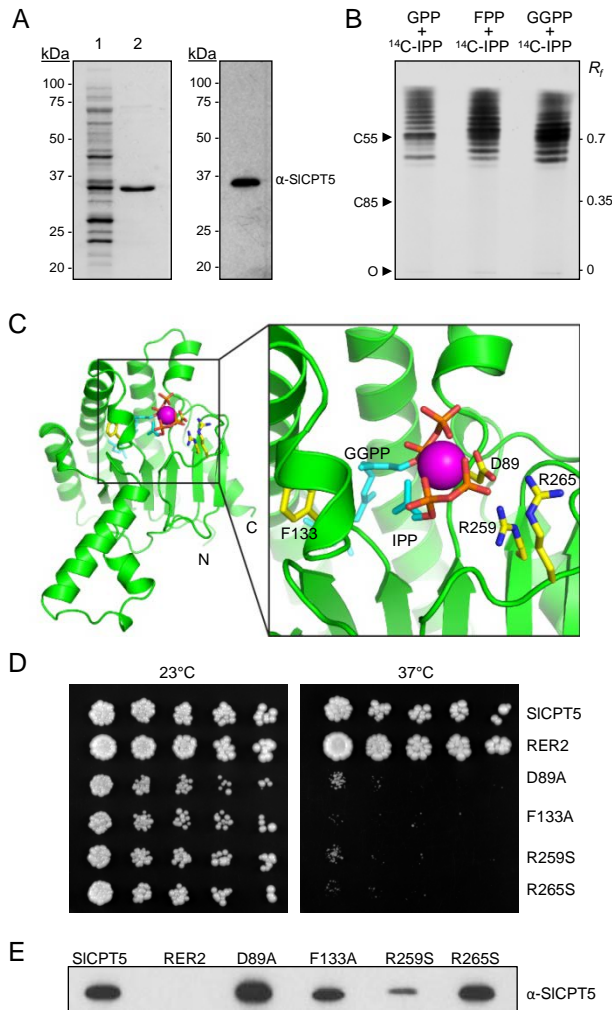 A
kDa 1 2
100 -
75 -
50 -
37 -
25 -
20 -
kDa
100 -
75 -
50 -
37 -
25 -
20 -
α-SlCPT5
B
GPP + ¹⁴C-IPP
FPP + ¹⁴C-IPP
GGPP + ¹⁴C-IPP
Rf
C55
C85
O
0.7
0.35
0
C
N
C
GGPP
D89
R265
F133
IPP
R259
D
23°C 37°C
SlCPT5
RER2
D89A
F133A
R259S
R265S
E
SlCPT5 RER2 D89A F133A R259S R265S
α-SlCPT5